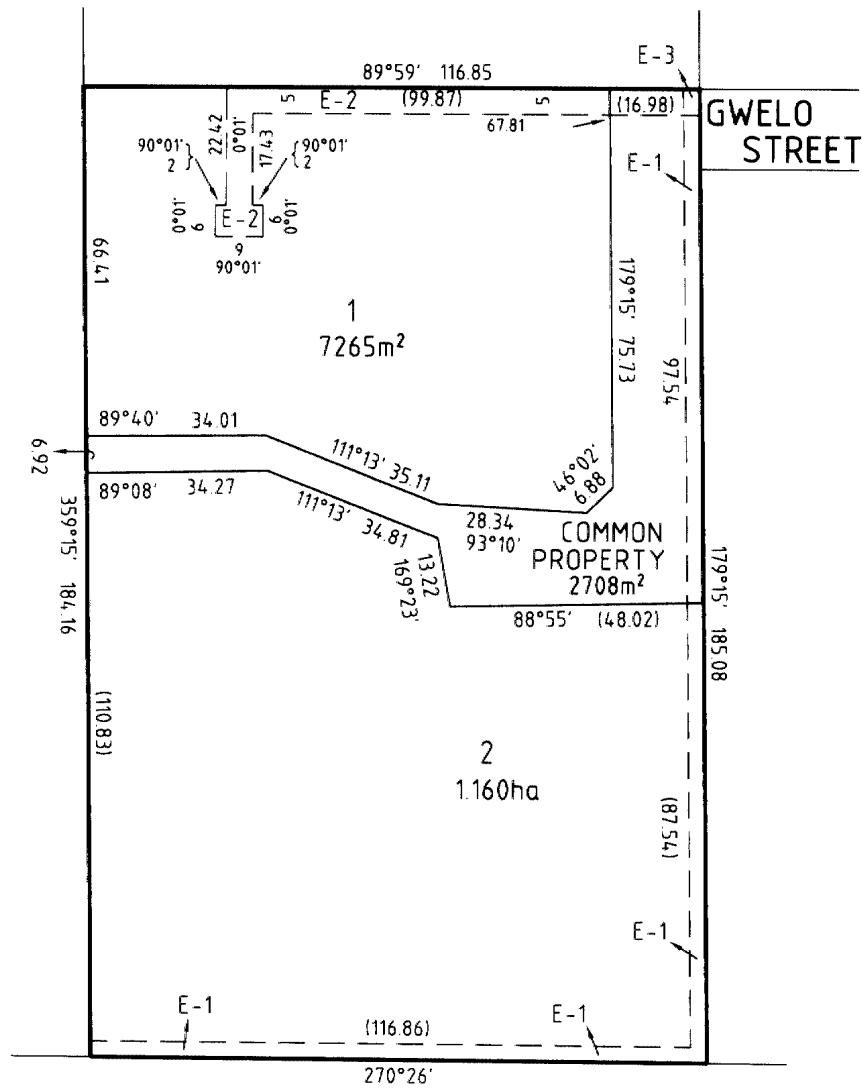 E-3
89°59' 116.85
5 E-2 (99.87) 5 (16.98)
GWELO
STREET
67.81
22.42
0°01'
17.43
90°01'
2
90°01'
2
E-1
E-2
0°01'
6
6
0°01'
9
90°01'
66.41
1
7265m²
179°15' 75.73
97.54
89°40' 34.01
6.92
111°13' 35.11
46°02'
6.88
89°08' 34.27
111°13' 34.81
28.34
93°10'
COMMON
PROPERTY
2708m²
13.22
169°23'
88°55' (48.02)
359°15' 184.16
179°15' 185.08
(110.83)
2
1.160ha
(87.54)
E-1
E-1
E-1
(116.86)
270°26'